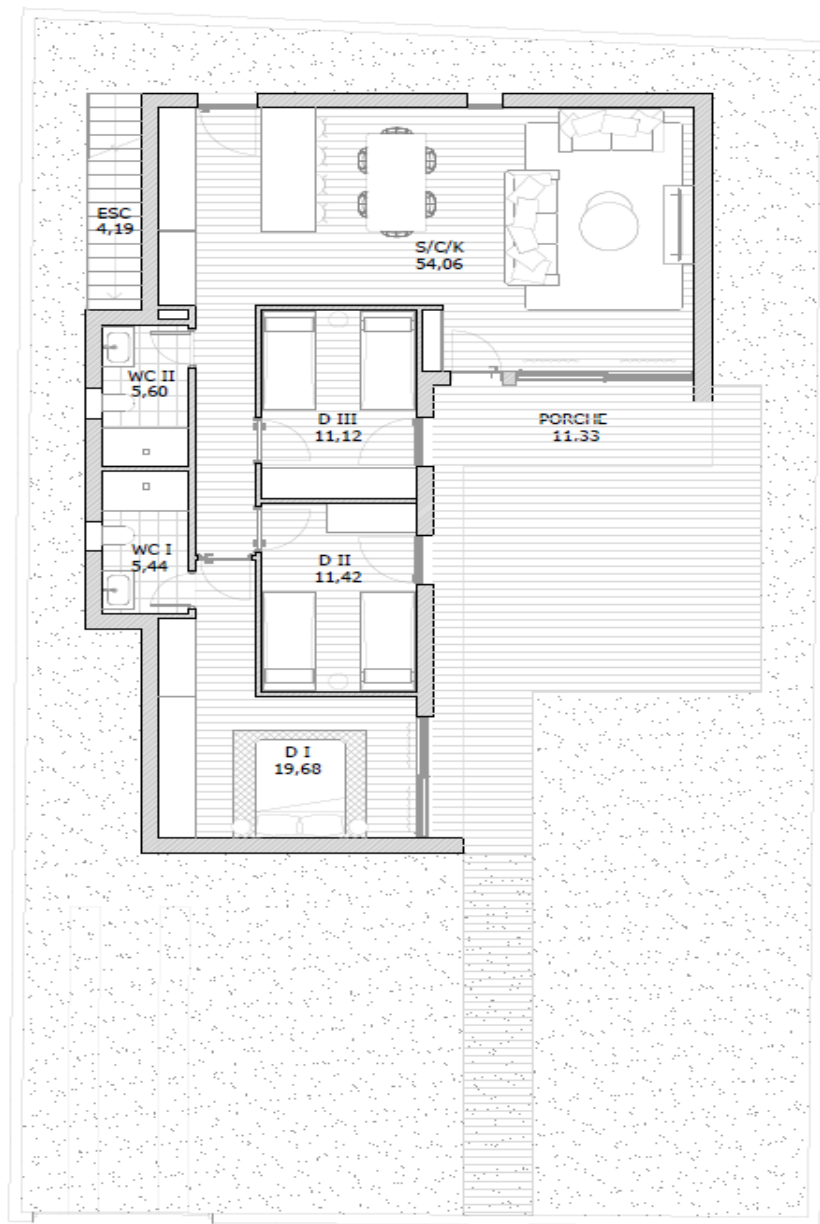 ESC
4,19
S/C/K
54,06
WC II
5,60
D III
11,12
PORCHE
11,33
WC I
5,44
D II
11,42
D I
19,68